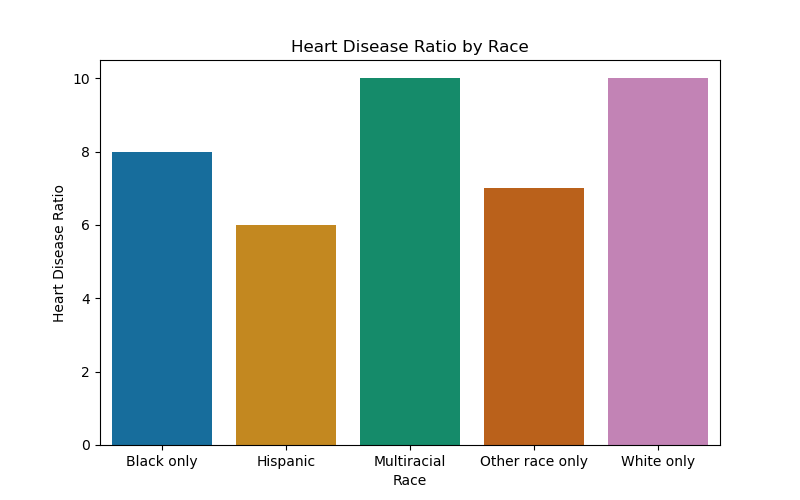 Heart Disease Ratio by Race
Heart Disease Ratio
10
8
6
4
2
0
Black only
Hispanic
Multiracial
Other race only
White only
Race